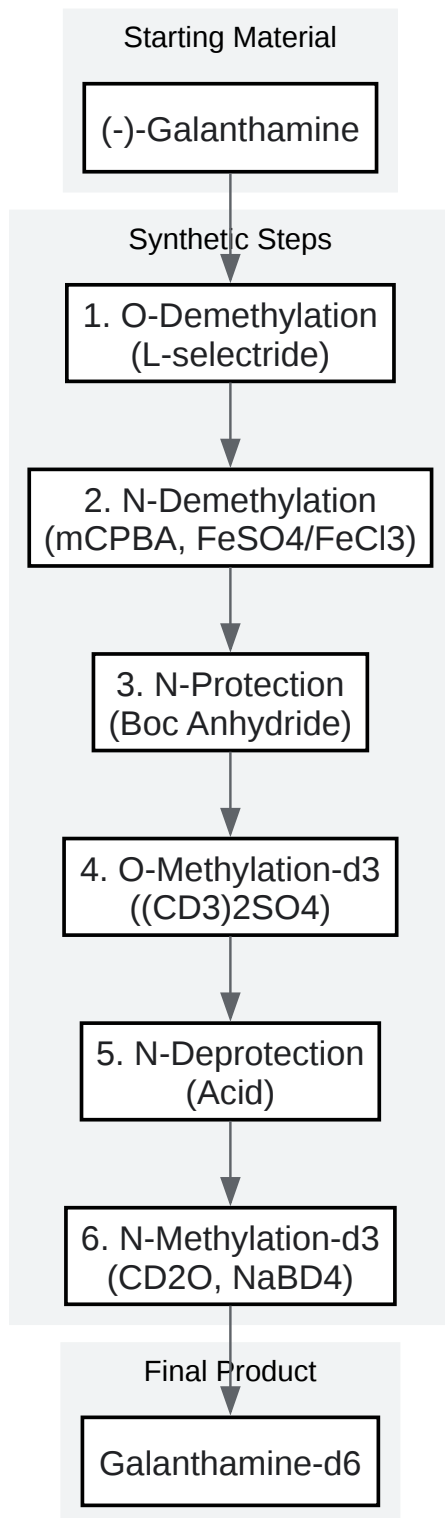 Starting Material
(-)-Galanthamine
Synthetic Steps
1. O-Demethylation
(L-selectride)
2. N-Demethylation
(mCPBA, FeSO4/FeCl3)
3. N-Protection
(Boc Anhydride)
4. O-Methylation-d3
((CD3)2SO4)
5. N-Deprotection
(Acid)
6. N-Methylation-d3
(CD2O, NaBD4)
Final Product
Galanthamine-d6